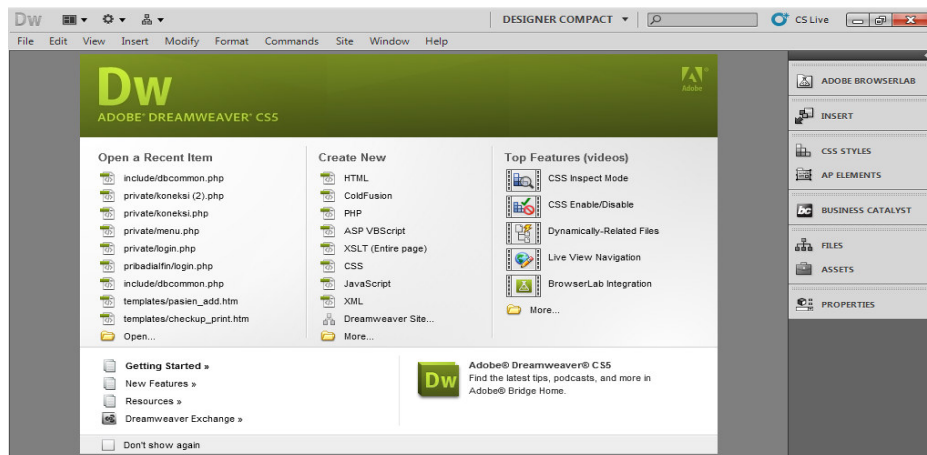 Dw DESIGNER COMPACT CS Live
File Edit View Insert Modify Format Commands Site Window Help
Dw
ADOBE® DREAMWEAVER® CS5
Adobe
Open a Recent Item
include/dbcommon.php
private/koneksi (2).php
private/koneksi.php
private/menu.php
private/login.php
pribadialfin/login.php
include/dbcommon.php
templates/pasien_add.htm
templates/checkup_print.htm
Open...
Create New
HTML
ColdFusion
PHP
ASP VBScript
XSLT (Entire page)
CSS
JavaScript
XML
Dreamweaver Site...
More...
Top Features (videos)
CSS Inspect Mode
CSS Enable/Disable
Dynamically-Related Files
Live View Navigation
BrowserLab Integration
More...
Getting Started »
New Features »
Resources »
Dreamweaver Exchange »
Dw
Adobe® Dreamweaver® CS5
Find the latest tips, podcasts, and more in
Adobe® Bridge Home.
Don't show again
ADOBE BROWSERLAB
INSERT
CSS STYLES
AP ELEMENTS
bc BUSINESS CATALYST
FILES
ASSETS
PROPERTIES